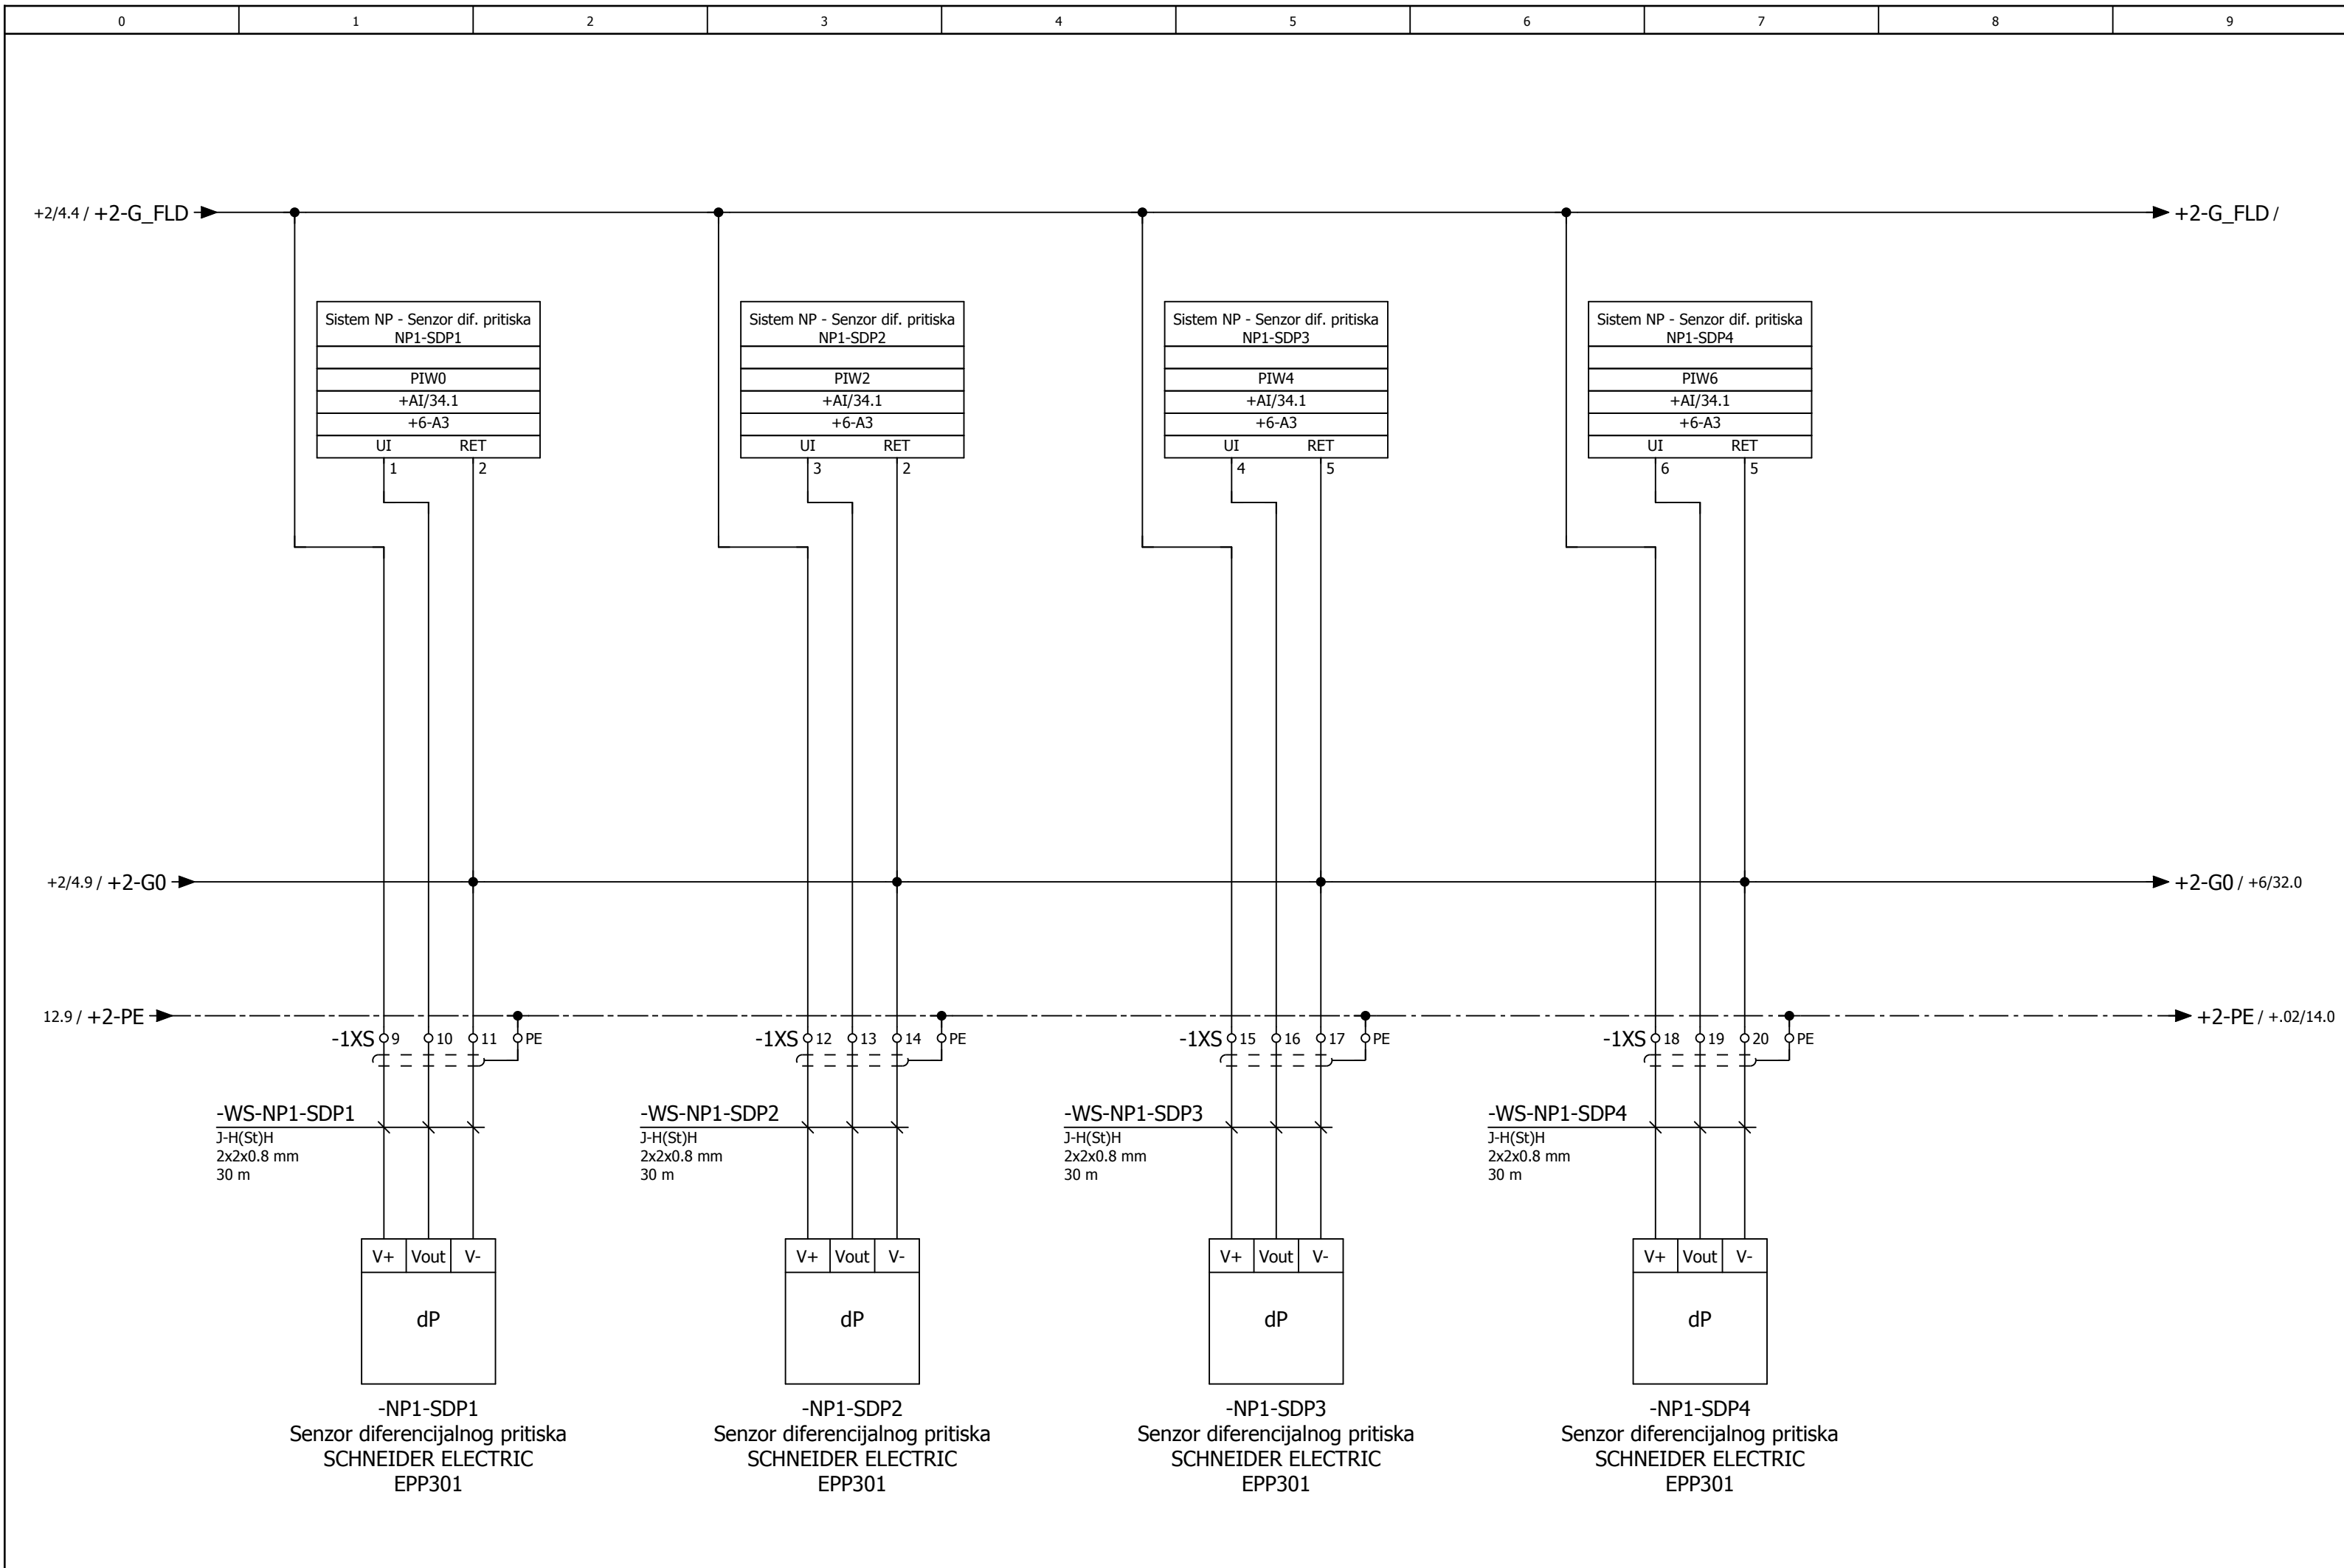 0 1 2 3 4 5 6 7 8 9
+2/4.4 / +2-G_FLD
+2-G_FLD /
Sistem NP - Senzor dif. pritiska
NP1-SDP1
PIW0
+AI/34.1
+6-A3
UI RET
1 2
Sistem NP - Senzor dif. pritiska
NP1-SDP2
PIW2
+AI/34.1
+6-A3
UI RET
3 2
Sistem NP - Senzor dif. pritiska
NP1-SDP3
PIW4
+AI/34.1
+6-A3
UI RET
4 5
Sistem NP - Senzor dif. pritiska
NP1-SDP4
PIW6
+AI/34.1
+6-A3
UI RET
6 5
+2/4.9 / +2-G0
+2-G0 / +6/32.0
12.9 / +2-PE
+2-PE / +.02/14.0
-1XS 9 10 11 PE
-1XS 12 13 14 PE
-1XS 15 16 17 PE
-1XS 18 19 20 PE
-WS-NP1-SDP1
J-H(St)H
2x2x0.8 mm
30 m
-WS-NP1-SDP2
J-H(St)H
2x2x0.8 mm
30 m
-WS-NP1-SDP3
J-H(St)H
2x2x0.8 mm
30 m
-WS-NP1-SDP4
J-H(St)H
2x2x0.8 mm
30 m
V+ Vout V-
dP
-NP1-SDP1
Senzor diferencijalnog pritiska
SCHNEIDER ELECTRIC
EPP301
V+ Vout V-
dP
-NP1-SDP2
Senzor diferencijalnog pritiska
SCHNEIDER ELECTRIC
EPP301
V+ Vout V-
dP
-NP1-SDP3
Senzor diferencijalnog pritiska
SCHNEIDER ELECTRIC
EPP301
V+ Vout V-
dP
-NP1-SDP4
Senzor diferencijalnog pritiska
SCHNEIDER ELECTRIC
EPP301